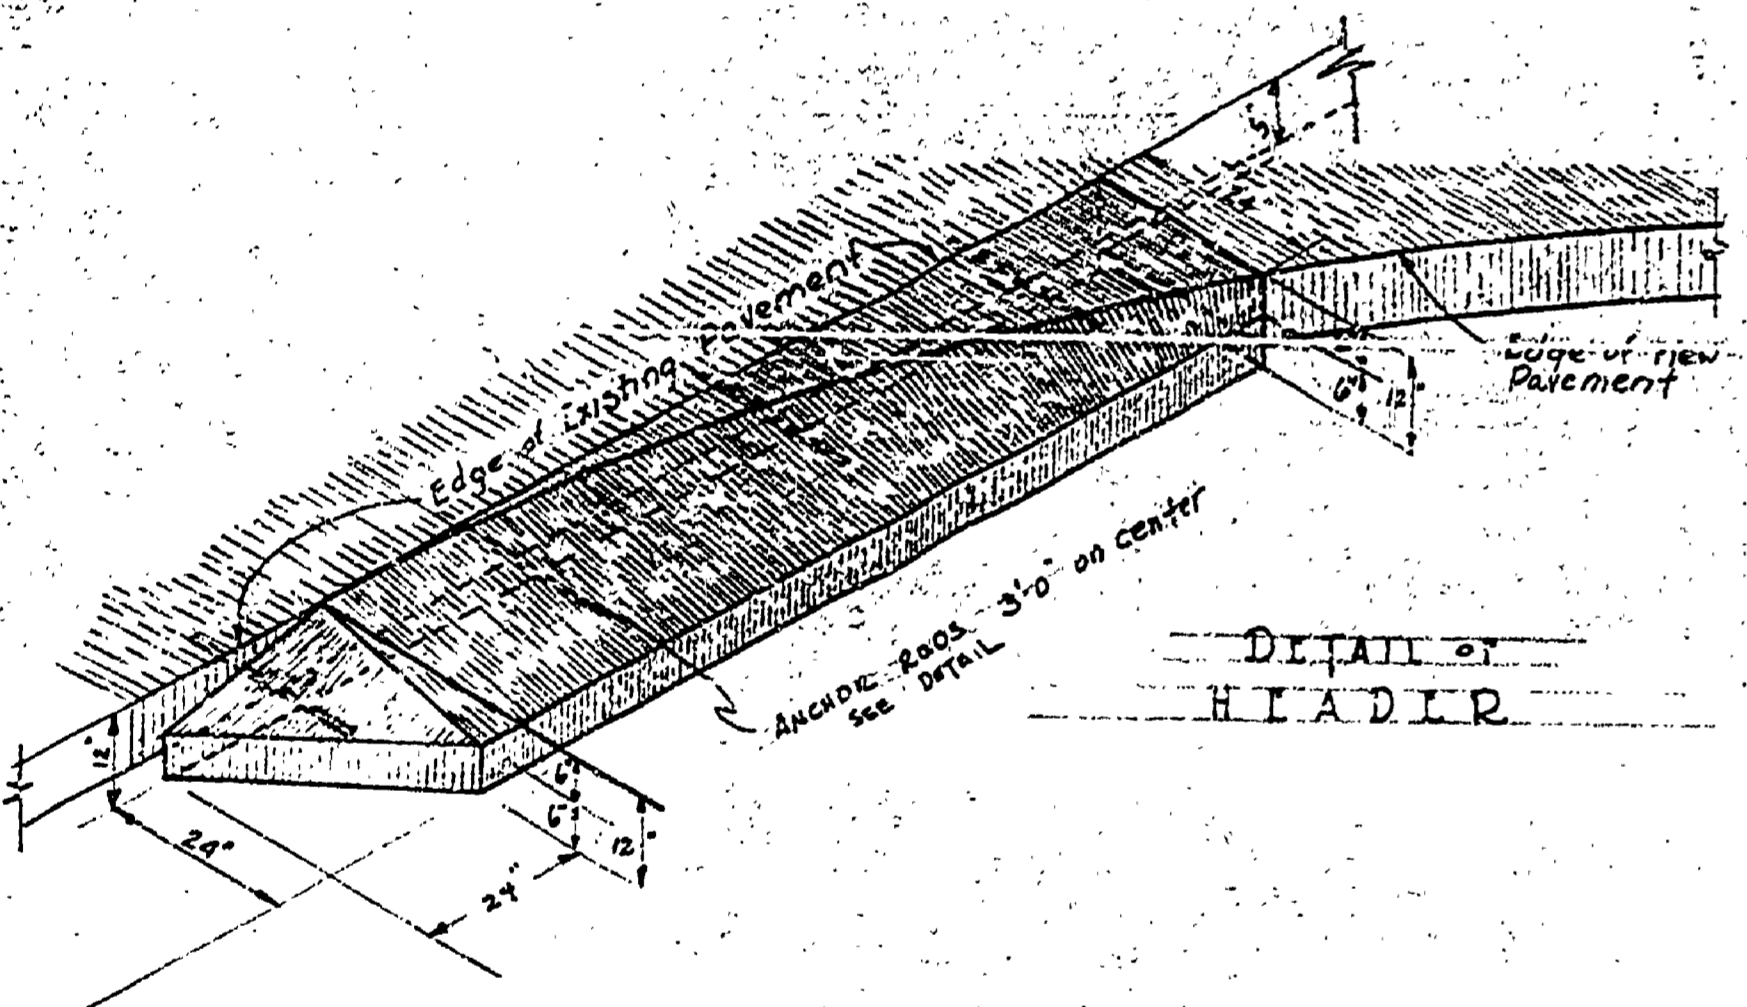 5"
24"
Edge of Existing Pavement
Edge of new
Pavement
6"
12"
ANCHOR RODS 3'-0" on center
SEE DETAIL
DETAIL OF
HEADER
12"
24"
6"
6"
12"
24"